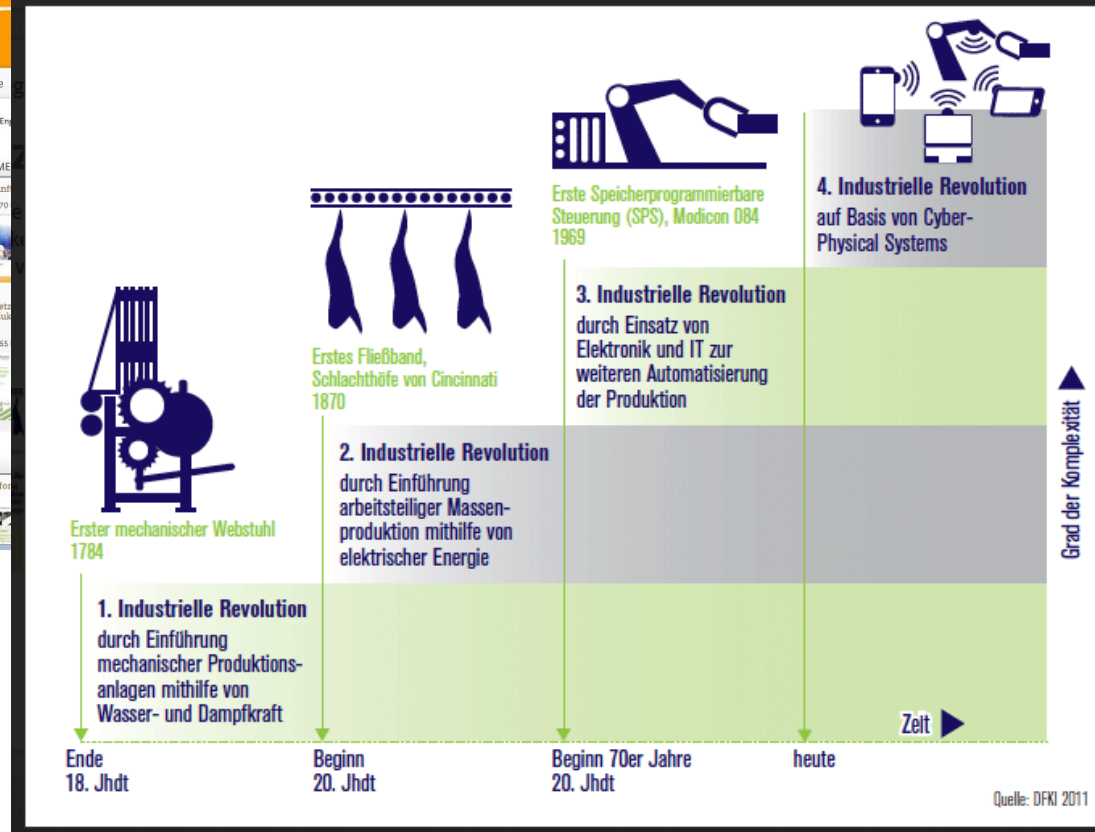 Erster mechanischer Webstuhl
1784
Erstes Fließband,
Schlachthöfe von Cincinnati
1870
Erste Speicherprogrammierbare
Steuerung (SPS), Modicon 084
1969
1. Industrielle Revolution
durch Einführung
mechanischer Produktions-
anlagen mithilfe von
Wasser- und Dampfkraft
2. Industrielle Revolution
durch Einführung
arbeitsteiliger Massen-
produktion mithilfe von
elektrischer Energie
3. Industrielle Revolution
durch Einsatz von
Elektronik und IT zur
weiteren Automatisierung
der Produktion
4. Industrielle Revolution
auf Basis von Cyber-
Physical Systems
Grad der Komplexität
Zeit
Ende
18. Jhdt
Beginn
20. Jhdt
Beginn 70er Jahre
20. Jhdt
heute
Quelle: DFKI 2011